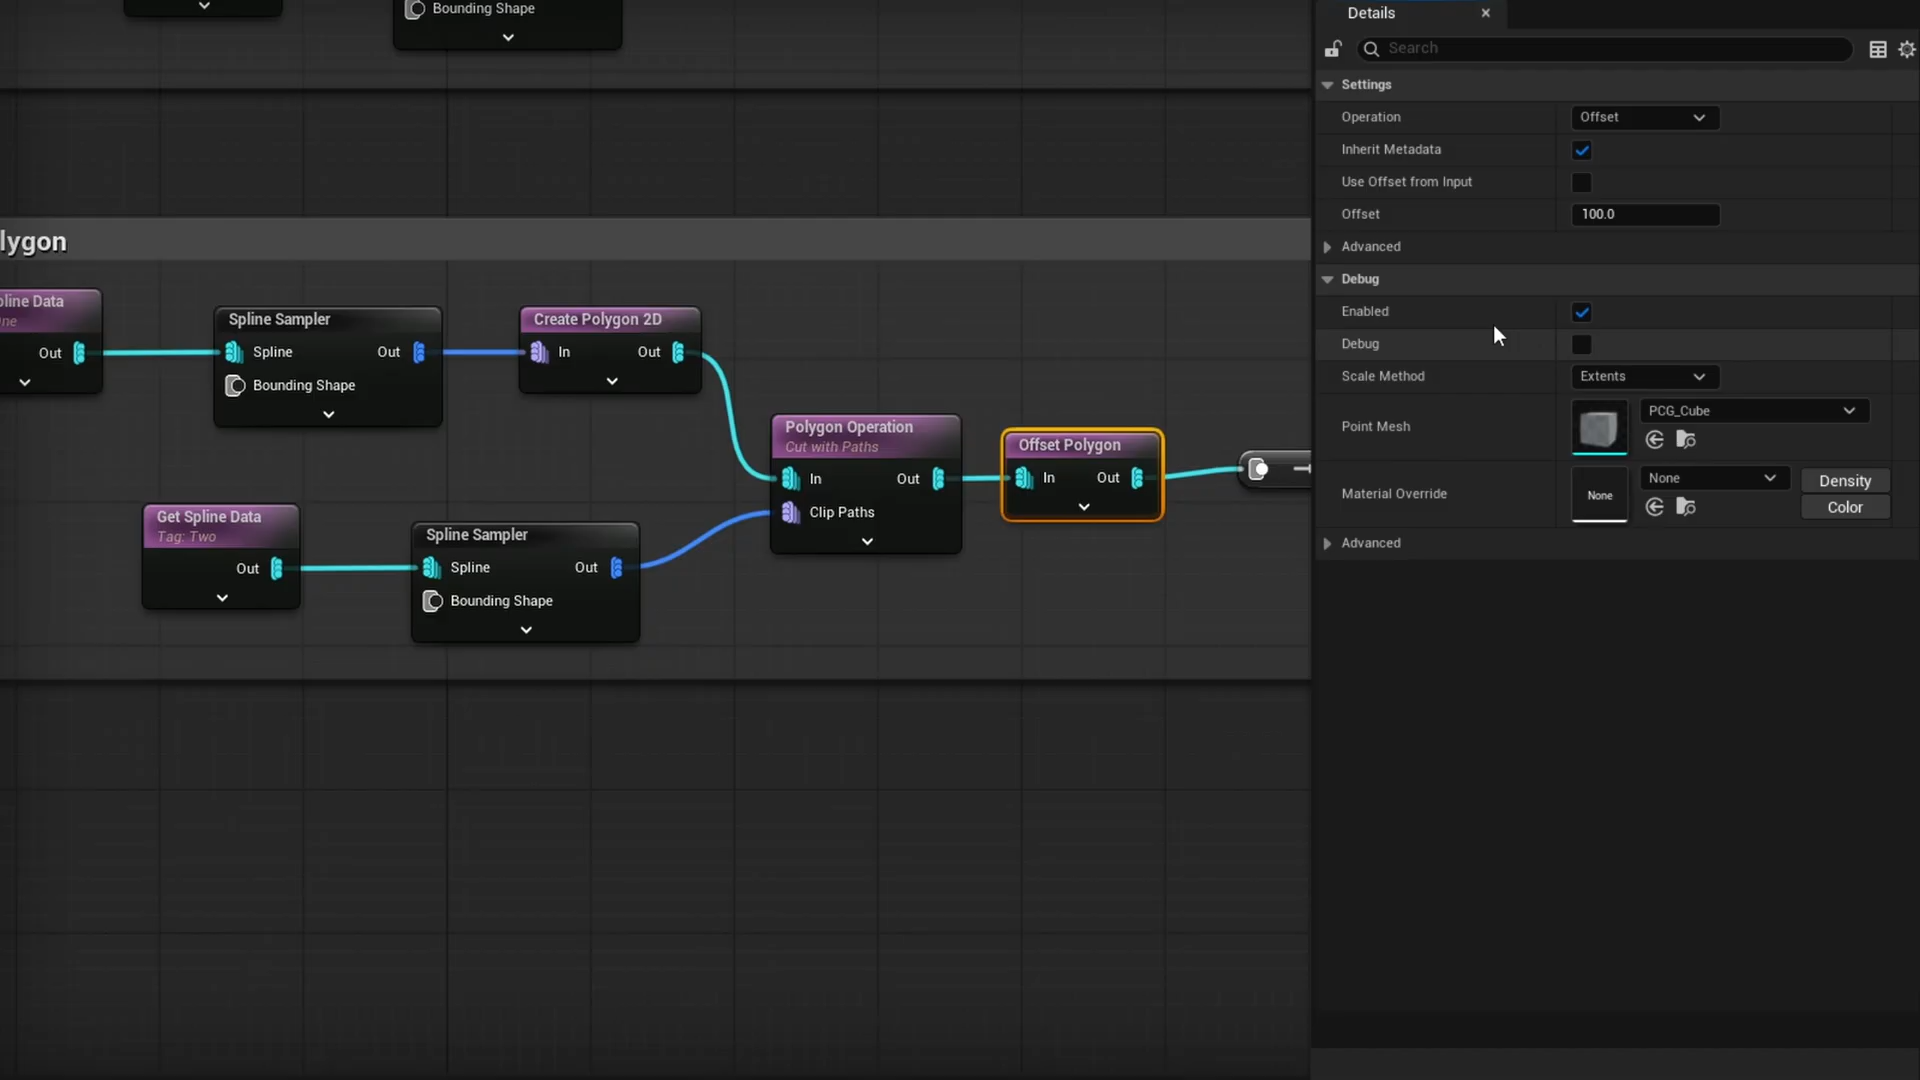 Bounding Shape
lygon
pline Data
ne
Out
Spline Sampler
Spline
Out
Bounding Shape
Create Polygon 2D
In
Out
Polygon Operation
Cut with Paths
In
Out
Clip Paths
Offset Polygon
In
Out
Get Spline Data
Tag: Two
Out
Spline Sampler
Spline
Out
Bounding Shape
Details
Search
Settings
Operation
Offset
Inherit Metadata
Use Offset from Input
Offset
100.0
Advanced
Debug
Enabled
Debug
Scale Method
Extents
Point Mesh
PCG_Cube
Material Override
None
None
Density
Color
Advanced